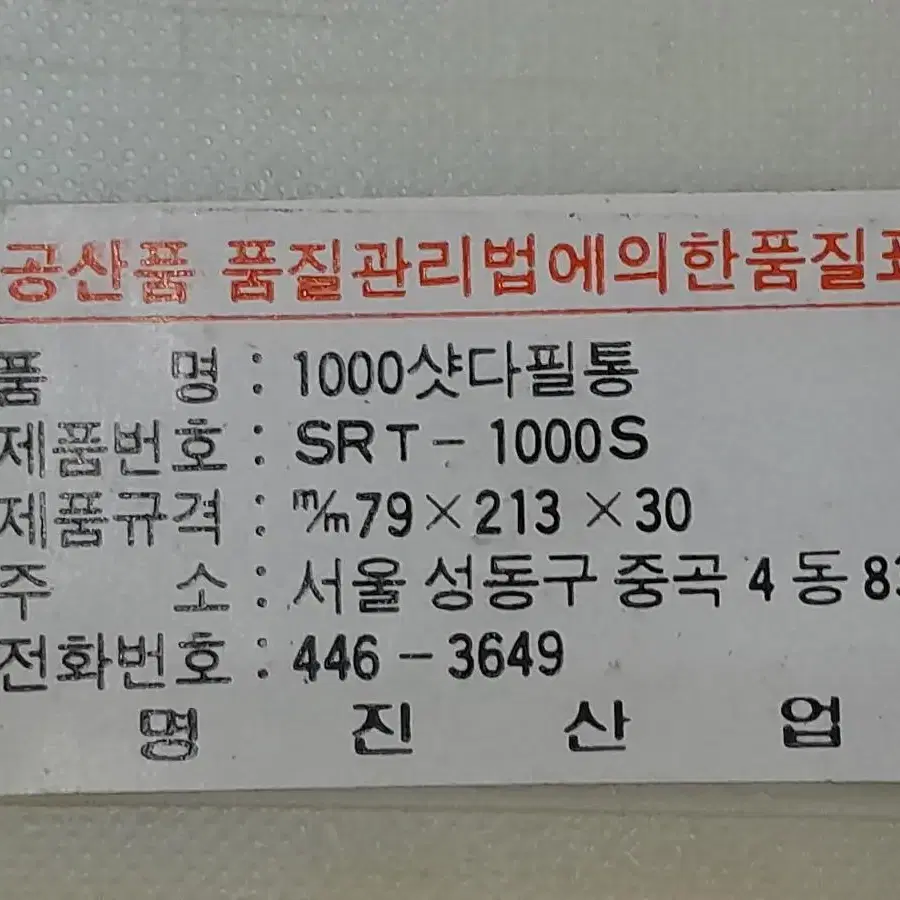 공산품 품질관리법에의한품질표
품 명 : 1000샷다필통
제품번호 : SRT - 1000S
제품규격 : m/m79×213×30
주 소 : 서울 성동구 중곡 4 동 83
전화번호 : 446 - 3649
명 진 산 업